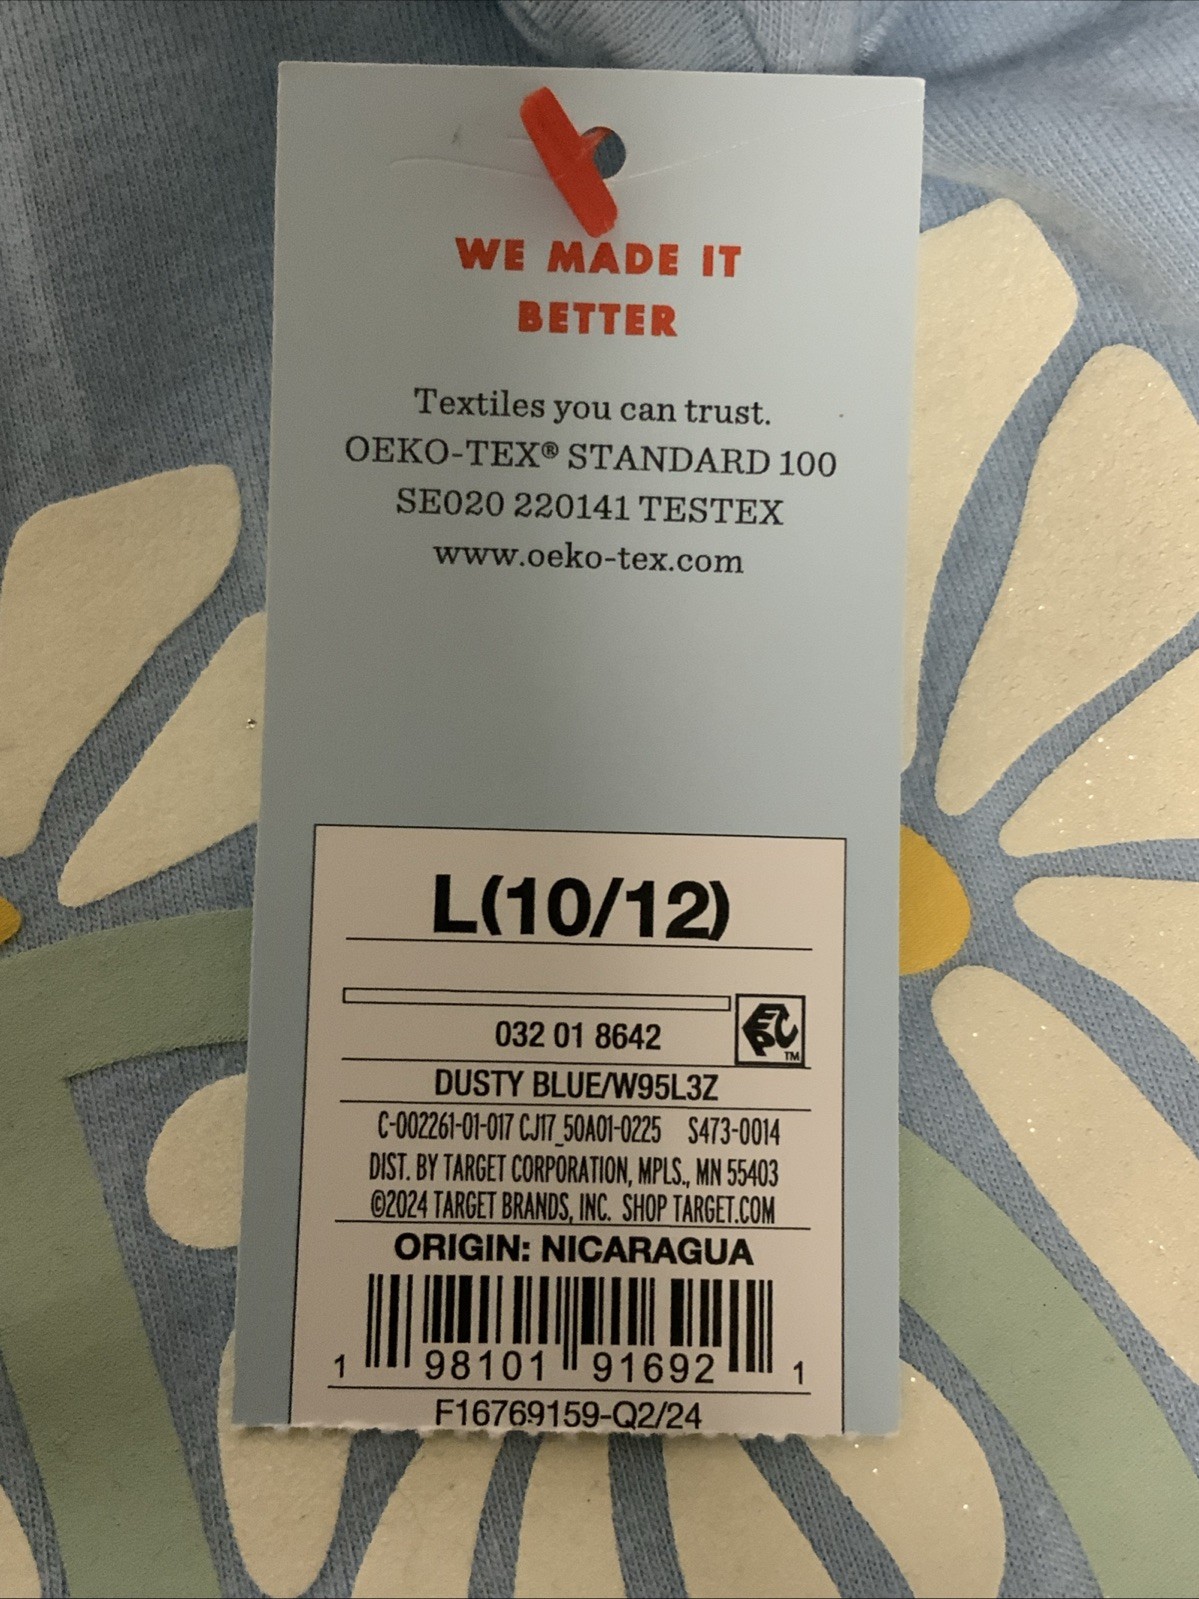 WE MADE IT
BETTER
Textiles you can trust.
OEKO-TEX® STANDARD 100
SE020 220141 TESTEX
www.oeko-tex.com
L(10/12)
032 01 8642
EPC TM
DUSTY BLUE/W95L3Z
C-002261-01-017 CJ17_50A01-0225 S473-0014
DIST. BY TARGET CORPORATION, MPLS., MN 55403
©2024 TARGET BRANDS, INC. SHOP TARGET.COM
ORIGIN: NICARAGUA
1 98101 91692 1
F16769159-Q2/24